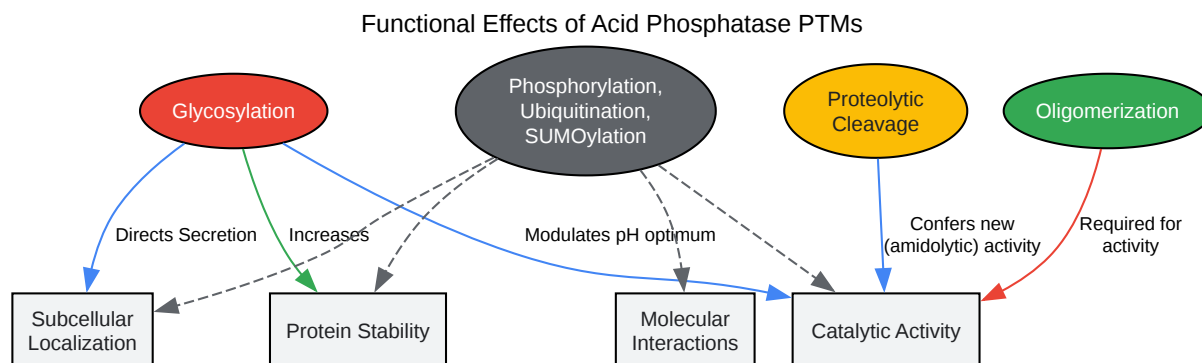 Functional Effects of Acid Phosphatase PTMs
Glycosylation
Phosphorylation,
Ubiquitination,
SUMOylation
Proteolytic
Cleavage
Oligomerization
Directs Secretion
Increases
Modulates pH optimum
Confers new
(amidolytic) activity
Required for
activity
Subcellular
Localization
Protein Stability
Molecular
Interactions
Catalytic Activity